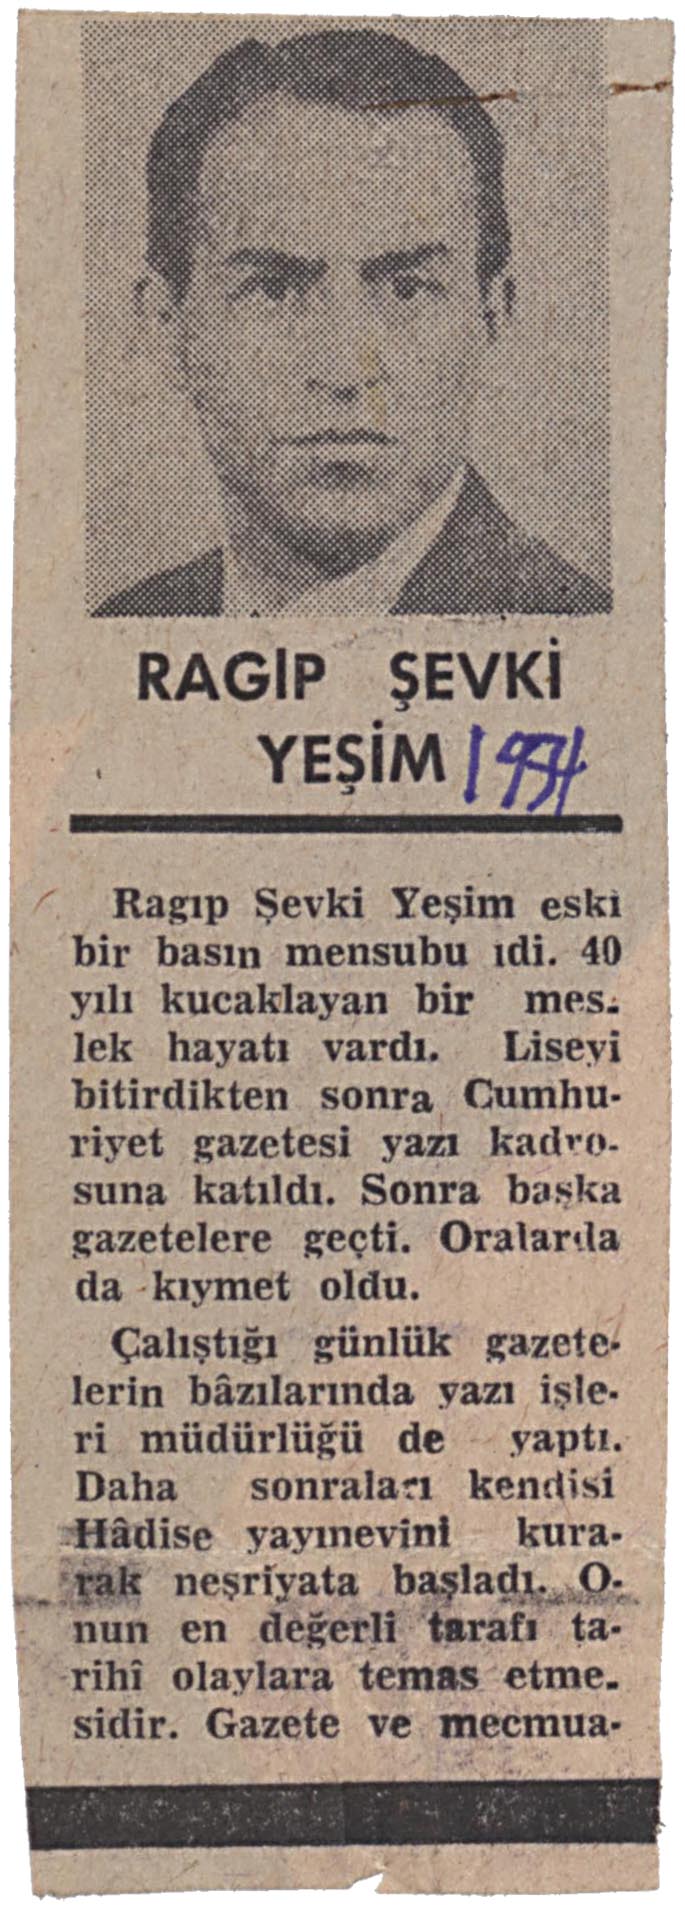 RAGIP ŞEVKİ
YEŞİM
Ragıp Şevki Yeşim eski
bir basın mensubu ıdi. 40
yılı kucaklayan bir mes-
lek hayatı vardı. Liseyi
bitirdikten sonra Cumhu-
riyet gazetesi yazı kadro-
suna katıldı. Sonra başka
gazetelere geçti. Oralarda
da kıymet oldu.
Çalıştığı günlük gazete-
lerin bâzılarında yazı işle-
ri müdürlüğü de yaptı.
Daha sonraları kendisi
Hâdise yayınevini kura-
rak neşriyata başladı. O-
nun en değerli tarafı ta-
rihî olaylara temas etme-
sidir. Gazete ve mecmua-